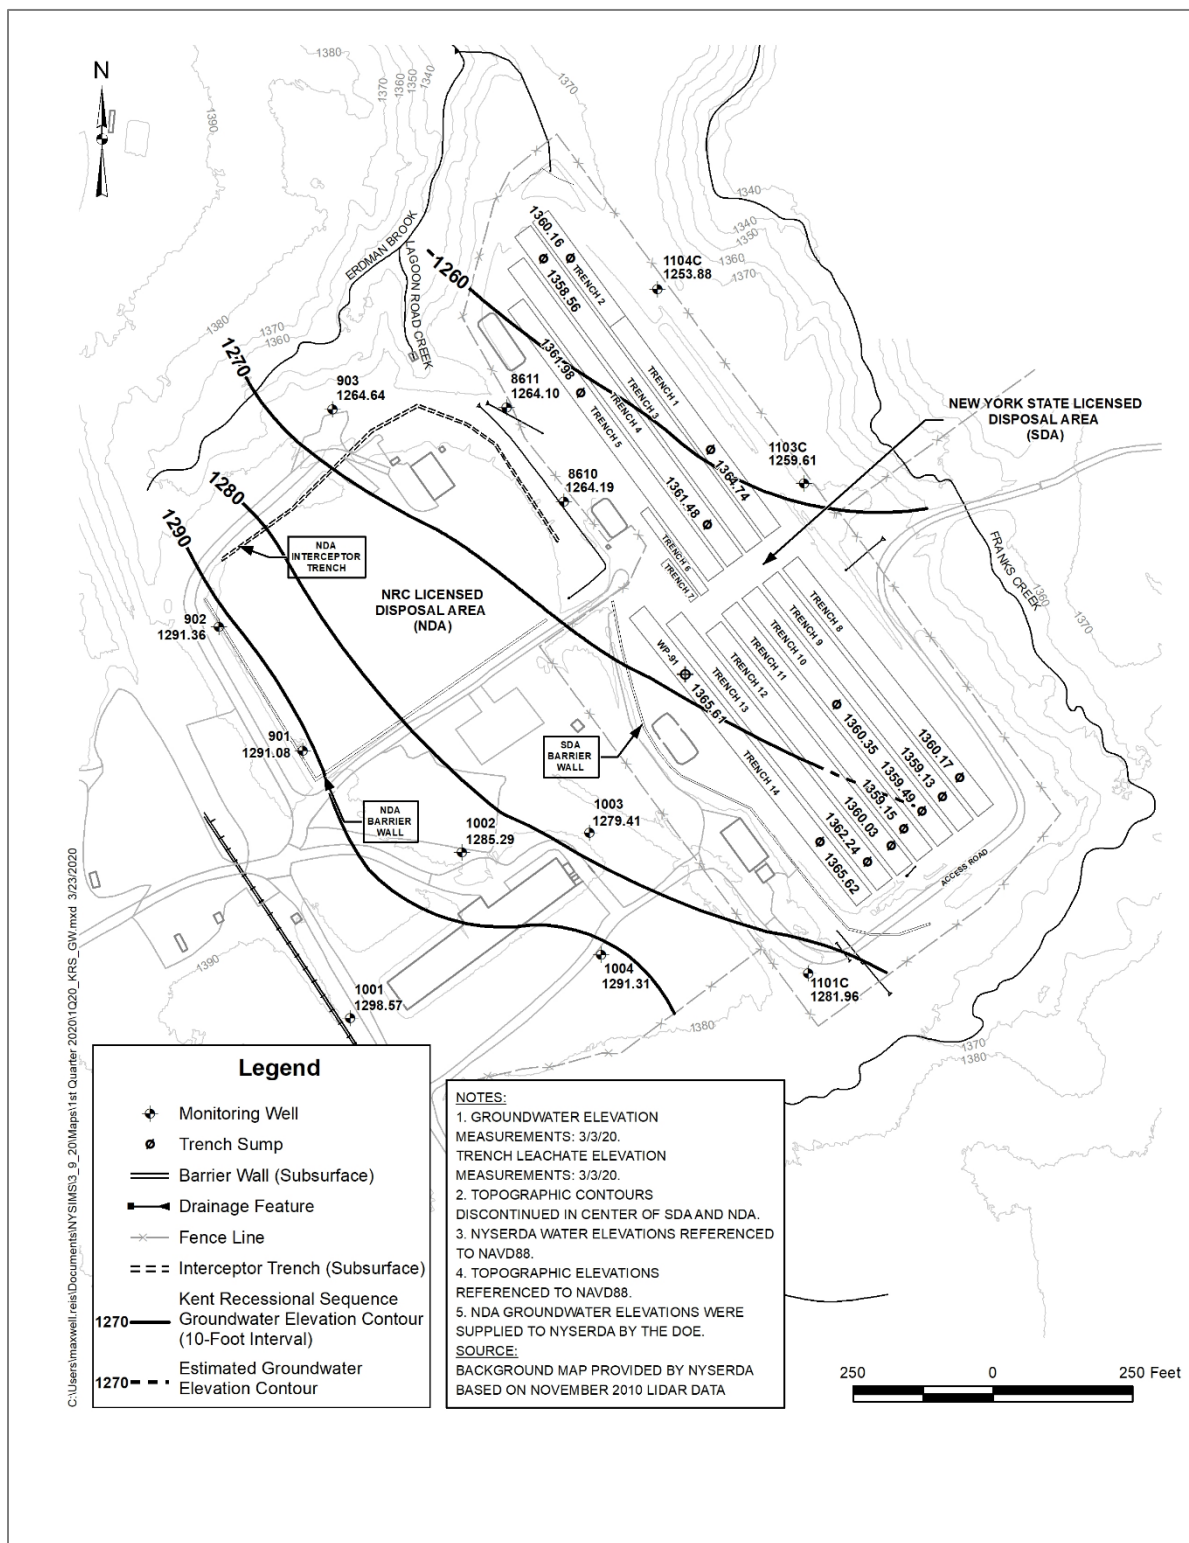 1380
N
1370
1360
1350
1340
1370
1390
1340
1340
1350
1360
1370
ERDMAN BROOK
LAGOON ROAD CREEK
1260
1360.16
TRENCH 2
1358.56
1104C
1253.88
1380
1370
1360
1270
903
1264.64
8611
1264.10
1361.98
TRENCH 1
TRENCH 3
TRENCH 4
TRENCH 5
NEW YORK STATE LICENSED
DISPOSAL AREA
(SDA)
1103C
1259.61
1364.74
1361.48
8610
1264.19
1280
1290
NDA
INTERCEPTOR
TRENCH
NRC LICENSED
DISPOSAL AREA
(NDA)
TRENCH 6
TRENCH 7
FRANKS CREEK
1360
1370
902
1291.36
TRENCH 8
TRENCH 9
TRENCH 10
TRENCH 11
TRENCH 12
TRENCH 13
TRENCH 14
WP-91
1365.61
901
1291.08
SDA
BARRIER
WALL
1360.35
1360.17
1359.13
1359.49
1359.15
1360.03
1362.24
1365.62
NDA
BARRIER
WALL
1002
1285.29
1003
1279.41
ACCESS ROAD
1390
1001
1298.57
1004
1291.31
1101C
1281.96
1380
1370
1380
C:\Users\maxwell.reis\Documents\NYSIMS\3_9_20\Maps\1st Quarter 2020\1Q20_KRS_GW.mxd 3/23/2020
Legend
Monitoring Well
Trench Sump
Barrier Wall (Subsurface)
Drainage Feature
Fence Line
Interceptor Trench (Subsurface)
Kent Recessional Sequence
1270 Groundwater Elevation Contour
(10-Foot Interval)
Estimated Groundwater
1270 Elevation Contour
NOTES:
1. GROUNDWATER ELEVATION
MEASUREMENTS: 3/3/20.
TRENCH LEACHATE ELEVATION
MEASUREMENTS: 3/3/20.
2. TOPOGRAPHIC CONTOURS
DISCONTINUED IN CENTER OF SDA AND NDA.
3. NYSERDA WATER ELEVATIONS REFERENCED
TO NAVD88.
4. TOPOGRAPHIC ELEVATIONS
REFERENCED TO NAVD88.
5. NDA GROUNDWATER ELEVATIONS WERE
SUPPLIED TO NYSERDA BY THE DOE.
SOURCE:
BACKGROUND MAP PROVIDED BY NYSERDA
BASED ON NOVEMBER 2010 LIDAR DATA
250 0 250 Feet